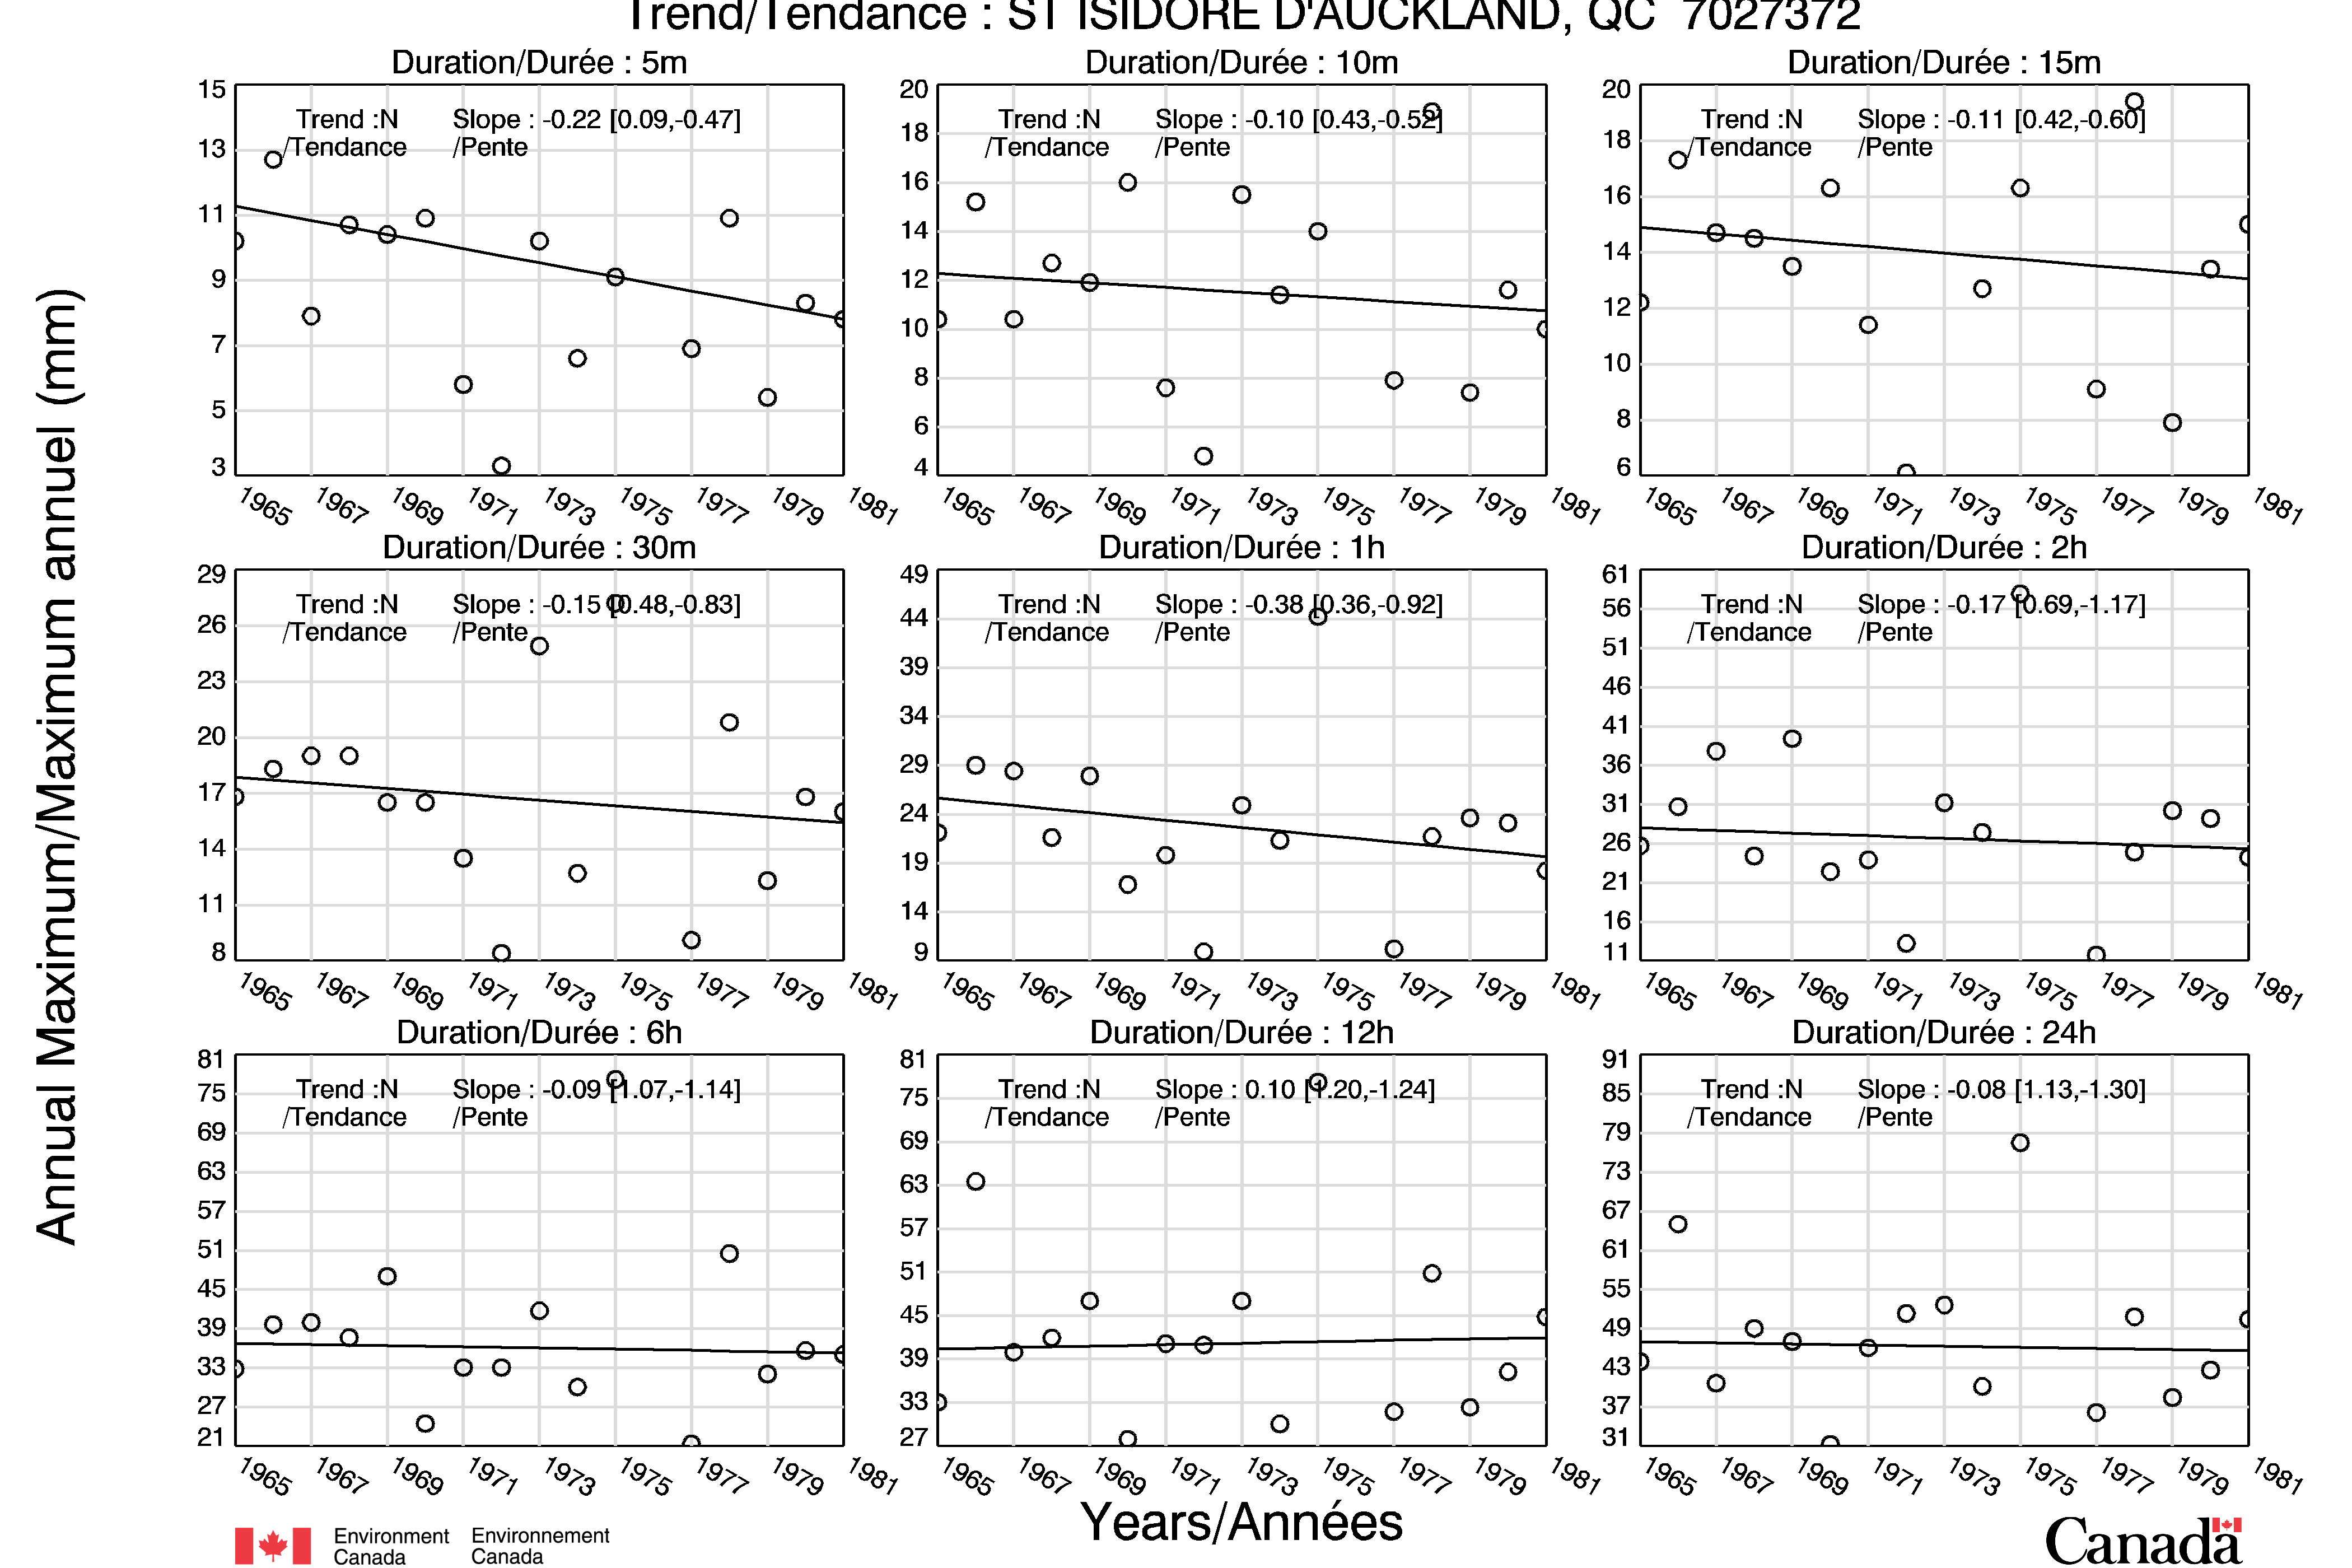 Trend/Tendance : ST ISIDORE D'AUCKLAND, QC 7027372
Annual Maximum/Maximum annuel (mm)
Duration/Durée : 5m
Trend :N Slope : -0.22 [0.09,-0.47]
/Tendance /Pente
15
13
11
9
7
5
3
1965 1967 1969 1971 1973 1975 1977 1979 1981
Duration/Durée : 10m
Trend :N Slope : -0.10 [0.43,-0.52]
/Tendance /Pente
20
18
16
14
12
10
8
6
4
1965 1967 1969 1971 1973 1975 1977 1979 1981
Duration/Durée : 15m
Trend :N Slope : -0.11 [0.42,-0.60]
/Tendance /Pente
20
18
16
14
12
10
8
6
1965 1967 1969 1971 1973 1975 1977 1979 1981
Duration/Durée : 30m
Trend :N Slope : -0.15 [0.48,-0.83]
/Tendance /Pente
29
26
23
20
17
14
11
8
1965 1967 1969 1971 1973 1975 1977 1979 1981
Duration/Durée : 1h
Trend :N Slope : -0.38 [0.36,-0.92]
/Tendance /Pente
49
44
39
34
29
24
19
14
9
1965 1967 1969 1971 1973 1975 1977 1979 1981
Duration/Durée : 2h
Trend :N Slope : -0.17 [0.69,-1.17]
/Tendance /Pente
61
56
51
46
41
36
31
26
21
16
11
1965 1967 1969 1971 1973 1975 1977 1979 1981
Duration/Durée : 6h
Trend :N Slope : -0.09 [1.07,-1.14]
/Tendance /Pente
81
75
69
63
57
51
45
39
33
27
21
1965 1967 1969 1971 1973 1975 1977 1979 1981
Duration/Durée : 12h
Trend :N Slope : 0.10 [1.20,-1.24]
/Tendance /Pente
81
75
69
63
57
51
45
39
33
27
1965 1967 1969 1971 1973 1975 1977 1979 1981
Duration/Durée : 24h
Trend :N Slope : -0.08 [1.13,-1.30]
/Tendance /Pente
91
85
79
73
67
61
55
49
43
37
31
1965 1967 1969 1971 1973 1975 1977 1979 1981
Years/Années
Environment Environnement
Canada Canada
Canada